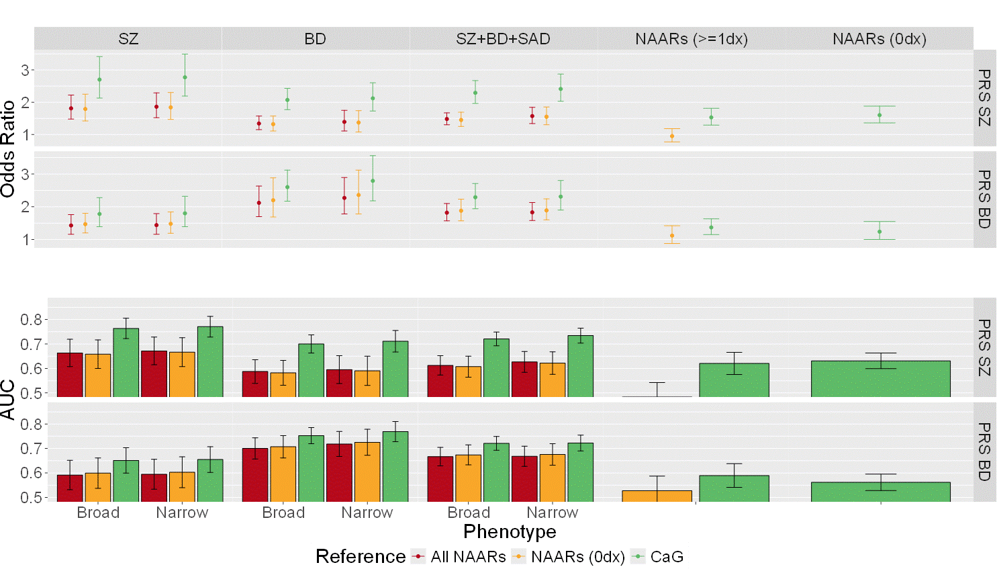 SZ BD SZ+BD+SAD NAARs (>=1dx) NAARs (0dx)
Odds Ratio
3
2
1
PRS SZ
3
2
1
PRS BD
AUC
0.8
0.7
0.6
0.5
PRS SZ
0.8
0.7
0.6
0.5
PRS BD
Broad Narrow Broad Narrow Broad Narrow
Phenotype
Reference All NAARs NAARs (0dx) CaG